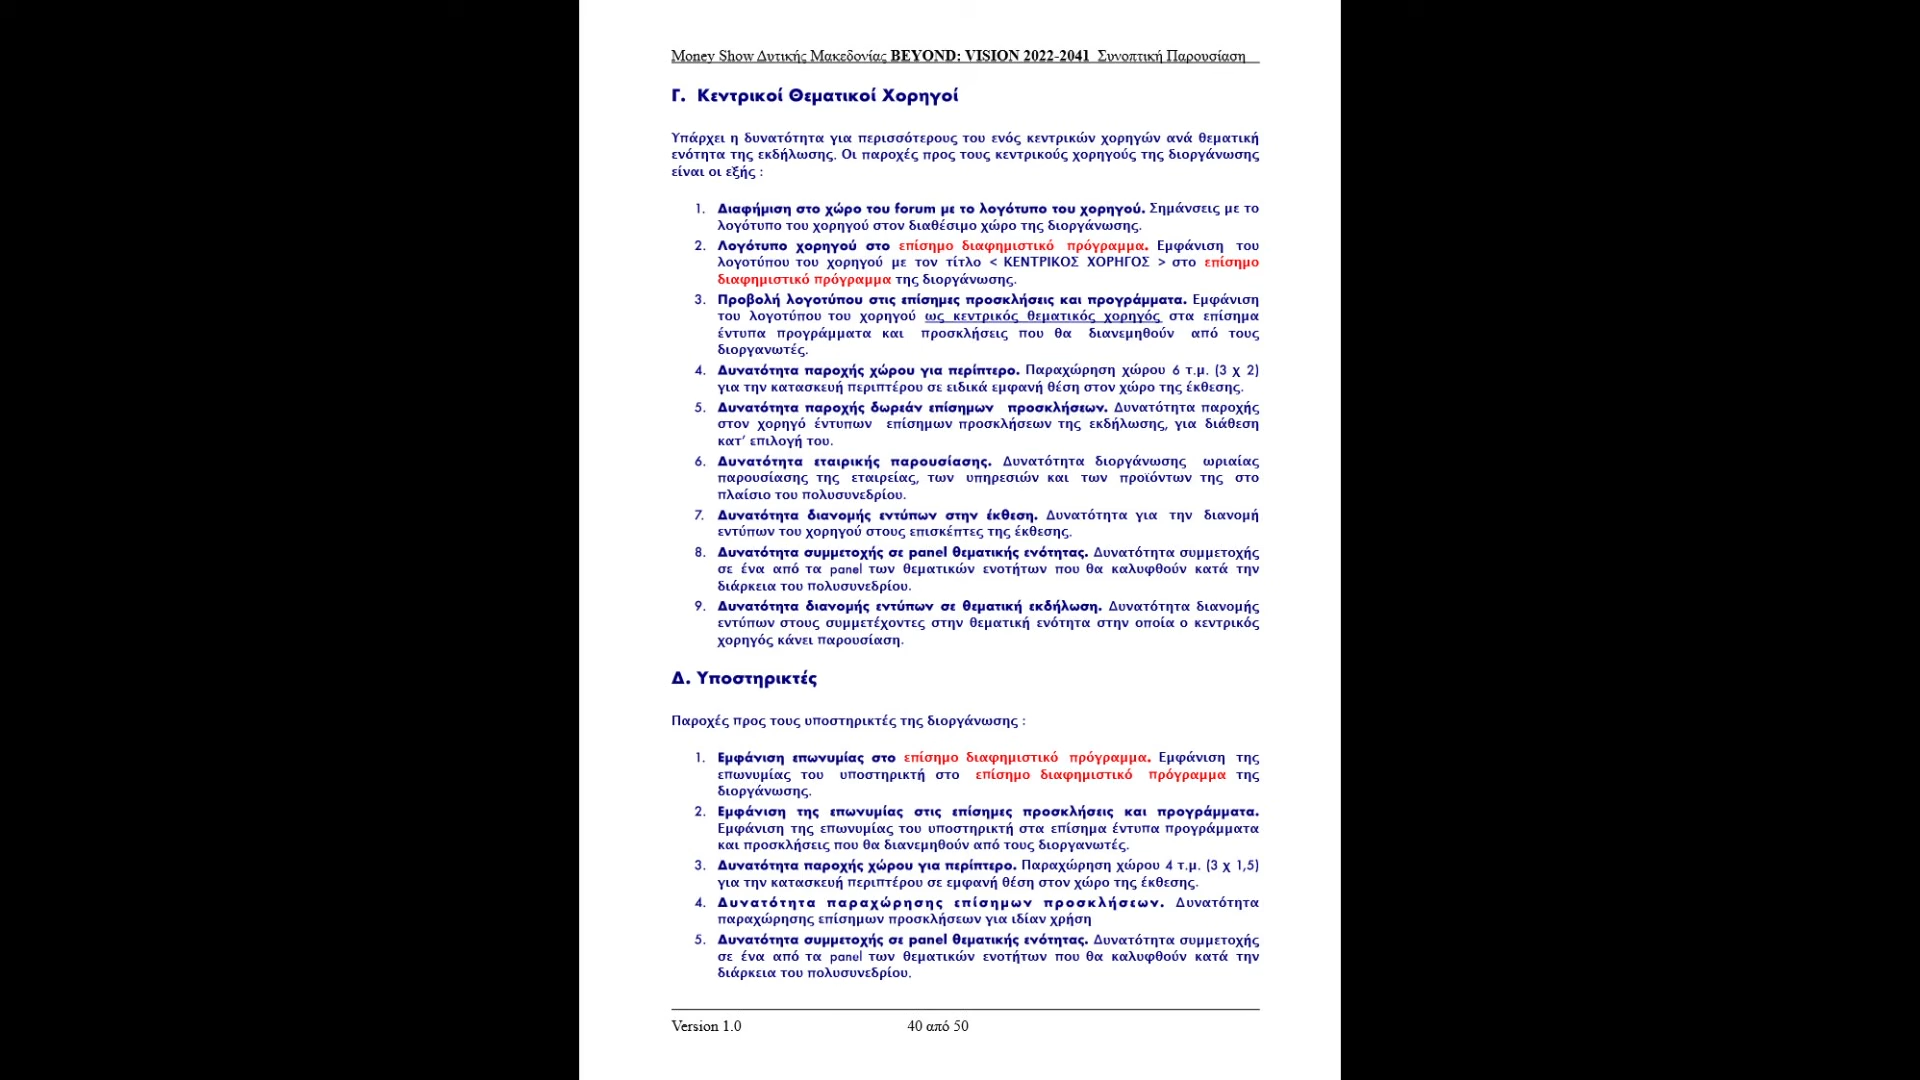 Money Show Δυτικής Μακεδονίας BEYOND: VISION 2022-2041 Συνοπτική Παρουσίαση
Γ. Κεντρικοί Θεματικοί Χορηγοί
Υπάρχει η δυνατότητα για περισσότερους του ενός κεντρικών χορηγών ανά θεματική
ενότητα της εκδήλωσης. Οι παροχές προς τους κεντρικούς χορηγούς της διοργάνωσης
είναι οι εξής :
1. Διαφήμιση στο χώρο του forum με το λογότυπο του χορηγού. Σημάνσεις με το
λογότυπο του χορηγού στον διαθέσιμο χώρο της διοργάνωσης.
2. Λογότυπο χορηγού στο επίσημο διαφημιστικό πρόγραμμα. Εμφάνιση του
λογοτύπου του χορηγού με τον τίτλο < ΚΕΝΤΡΙΚΟΣ ΧΟΡΗΓΟΣ > στο επίσημο
διαφημιστικό πρόγραμμα της διοργάνωσης.
3. Προβολή λογοτύπου στις επίσημες προσκλήσεις και προγράμματα. Εμφάνιση
του λογοτύπου του χορηγού ως κεντρικός θεματικός χορηγός στα επίσημα
έντυπα προγράμματα και προσκλήσεις που θα διανεμηθούν από τους
διοργανωτές.
4. Δυνατότητα παροχής χώρου για περίπτερο. Παραχώρηση χώρου 6 τ.μ. (3 χ 2)
για την κατασκευή περιπτέρου σε ειδικά εμφανή θέση στον χώρο της έκθεσης.
5. Δυνατότητα παροχής δωρεάν επίσημων προσκλήσεων. Δυνατότητα παροχής
στον χορηγό έντυπων επίσημων προσκλήσεων της εκδήλωσης, για διάθεση
κατ’ επιλογή του.
6. Δυνατότητα εταιρικής παρουσίασης. Δυνατότητα διοργάνωσης ωριαίας
παρουσίασης της εταιρείας, των υπηρεσιών και των προϊόντων της στο
πλαίσιο του πολυσυνεδρίου.
7. Δυνατότητα διανομής εντύπων στην έκθεση. Δυνατότητα για την διανομή
εντύπων του χορηγού στους επισκέπτες της έκθεσης.
8. Δυνατότητα συμμετοχής σε panel θεματικής ενότητας. Δυνατότητα συμμετοχής
σε ένα από τα panel των θεματικών ενοτήτων που θα καλυφθούν κατά την
διάρκεια του πολυσυνεδρίου.
9. Δυνατότητα διανομής εντύπων σε θεματική εκδήλωση. Δυνατότητα διανομής
εντύπων στους συμμετέχοντες στην θεματική ενότητα στην οποία ο κεντρικός
χορηγός κάνει παρουσίαση.
Δ. Υποστηρικτές
Παροχές προς τους υποστηρικτές της διοργάνωσης :
1. Εμφάνιση επωνυμίας στο επίσημο διαφημιστικό πρόγραμμα. Εμφάνιση της
επωνυμίας του υποστηρικτή στο επίσημο διαφημιστικό πρόγραμμα της
διοργάνωσης.
2. Εμφάνιση της επωνυμίας στις επίσημες προσκλήσεις και προγράμματα.
Εμφάνιση της επωνυμίας του υποστηρικτή στα επίσημα έντυπα προγράμματα
και προσκλήσεις που θα διανεμηθούν από τους διοργανωτές.
3. Δυνατότητα παροχής χώρου για περίπτερο. Παραχώρηση χώρου 4 τ.μ. (3 χ 1,5)
για την κατασκευή περιπτέρου σε εμφανή θέση στον χώρο της έκθεσης.
4. Δυνατότητα παραχώρησης επίσημων προσκλήσεων. Δυνατότητα
παραχώρησης επίσημων προσκλήσεων για ιδίαν χρήση
5. Δυνατότητα συμμετοχής σε panel θεματικής ενότητας. Δυνατότητα συμμετοχής
σε ένα από τα panel των θεματικών ενοτήτων που θα καλυφθούν κατά την
διάρκεια του πολυσυνεδρίου.
Version 1.0 40 από 50